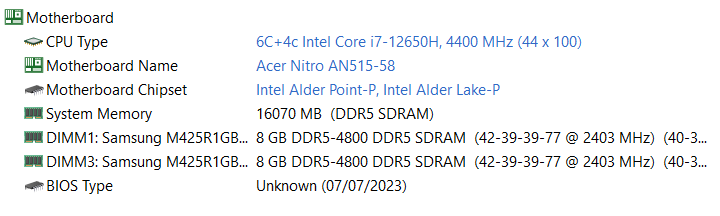 Motherboard
CPU Type 6C+4c Intel Core i7-12650H, 4400 MHz (44 x 100)
Motherboard Name Acer Nitro AN515-58
Motherboard Chipset Intel Alder Point-P, Intel Alder Lake-P
System Memory 16070 MB (DDR5 SDRAM)
DIMM1: Samsung M425R1GB... 8 GB DDR5-4800 DDR5 SDRAM (42-39-39-77 @ 2403 MHz) (40-3...
DIMM3: Samsung M425R1GB... 8 GB DDR5-4800 DDR5 SDRAM (42-39-39-77 @ 2403 MHz) (40-3...
BIOS Type Unknown (07/07/2023)